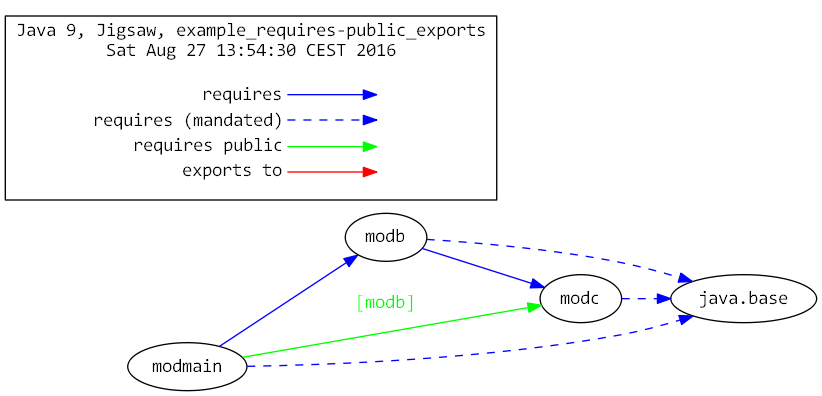 Java 9, Jigsaw, example_requires-public_exports
Sat Aug 27 13:54:30 CEST 2016
requires
requires (mandated)
requires public
exports to
modb
[modb]
modc
java.base
modmain